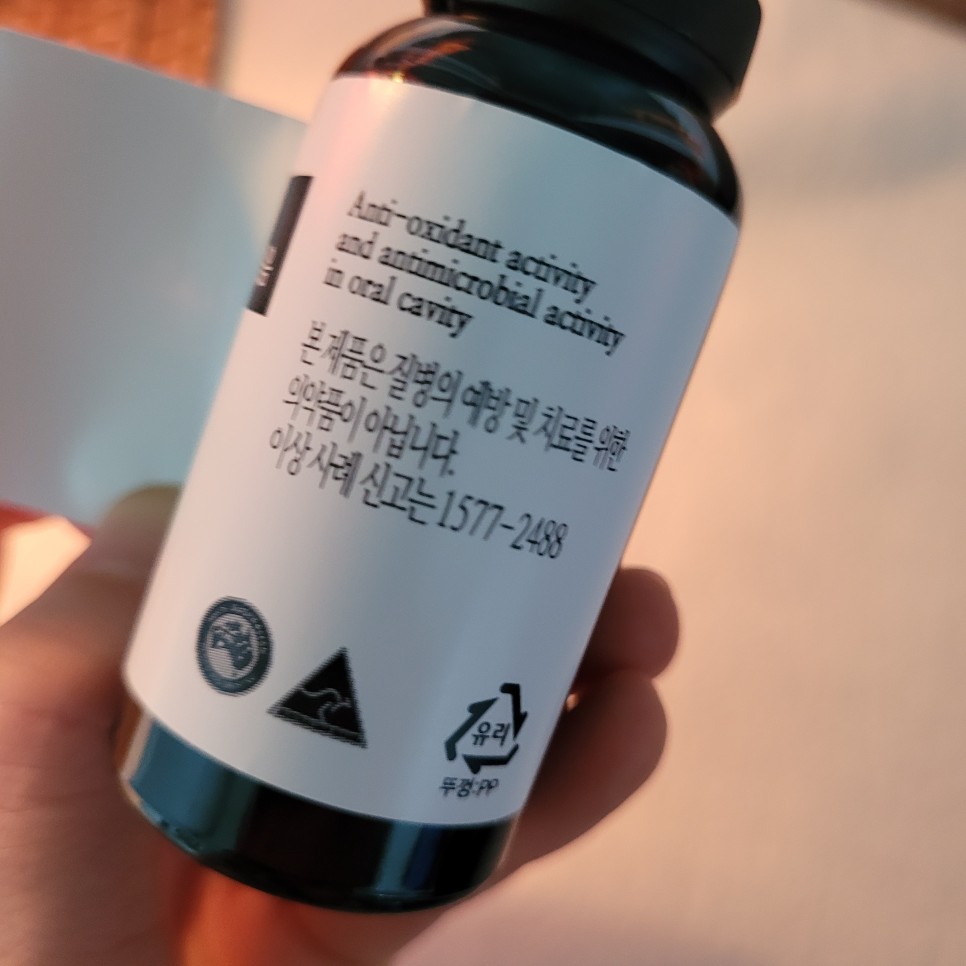 Anti-oxidant activity
and antimicrobial activity
in oral cavity
본 제품은 질병의 예방 및 치료를 위한
의약품이 아닙니다.
이상 사례 신고는 1577-2488
유리
뚜껑:PP